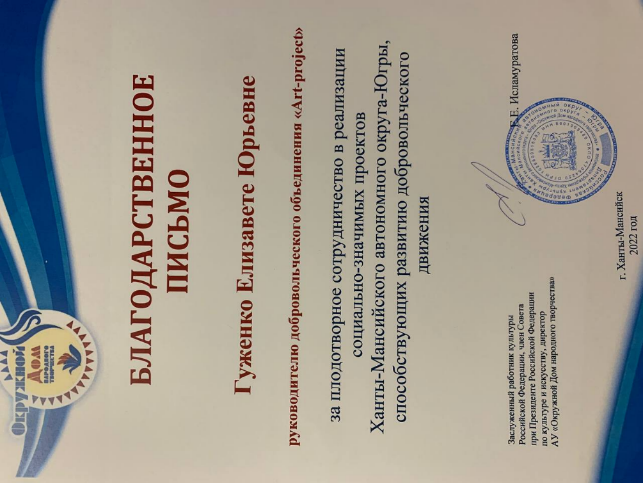 Окружной
Дом
народного
творчества
БЛАГОДАРСТВЕННОЕ
ПИСЬМО
Гуженко Елизавете Юрьевне
руководителю добровольческого объединения «Art-project»
за плодотворное сотрудничество в реализации
социально-значимых проектов
Ханты-Мансийского автономного округа-Югры,
способствующих развитию добровольческого
движения
Заслуженный работник культуры
Российской Федерации, член Совета
при Президенте Российской Федерации
по культуре и искусству, директор
АУ «Окружной Дом народного творчества»
Е.Е. Исламуратова
г. Ханты-Мансийск
2022 год